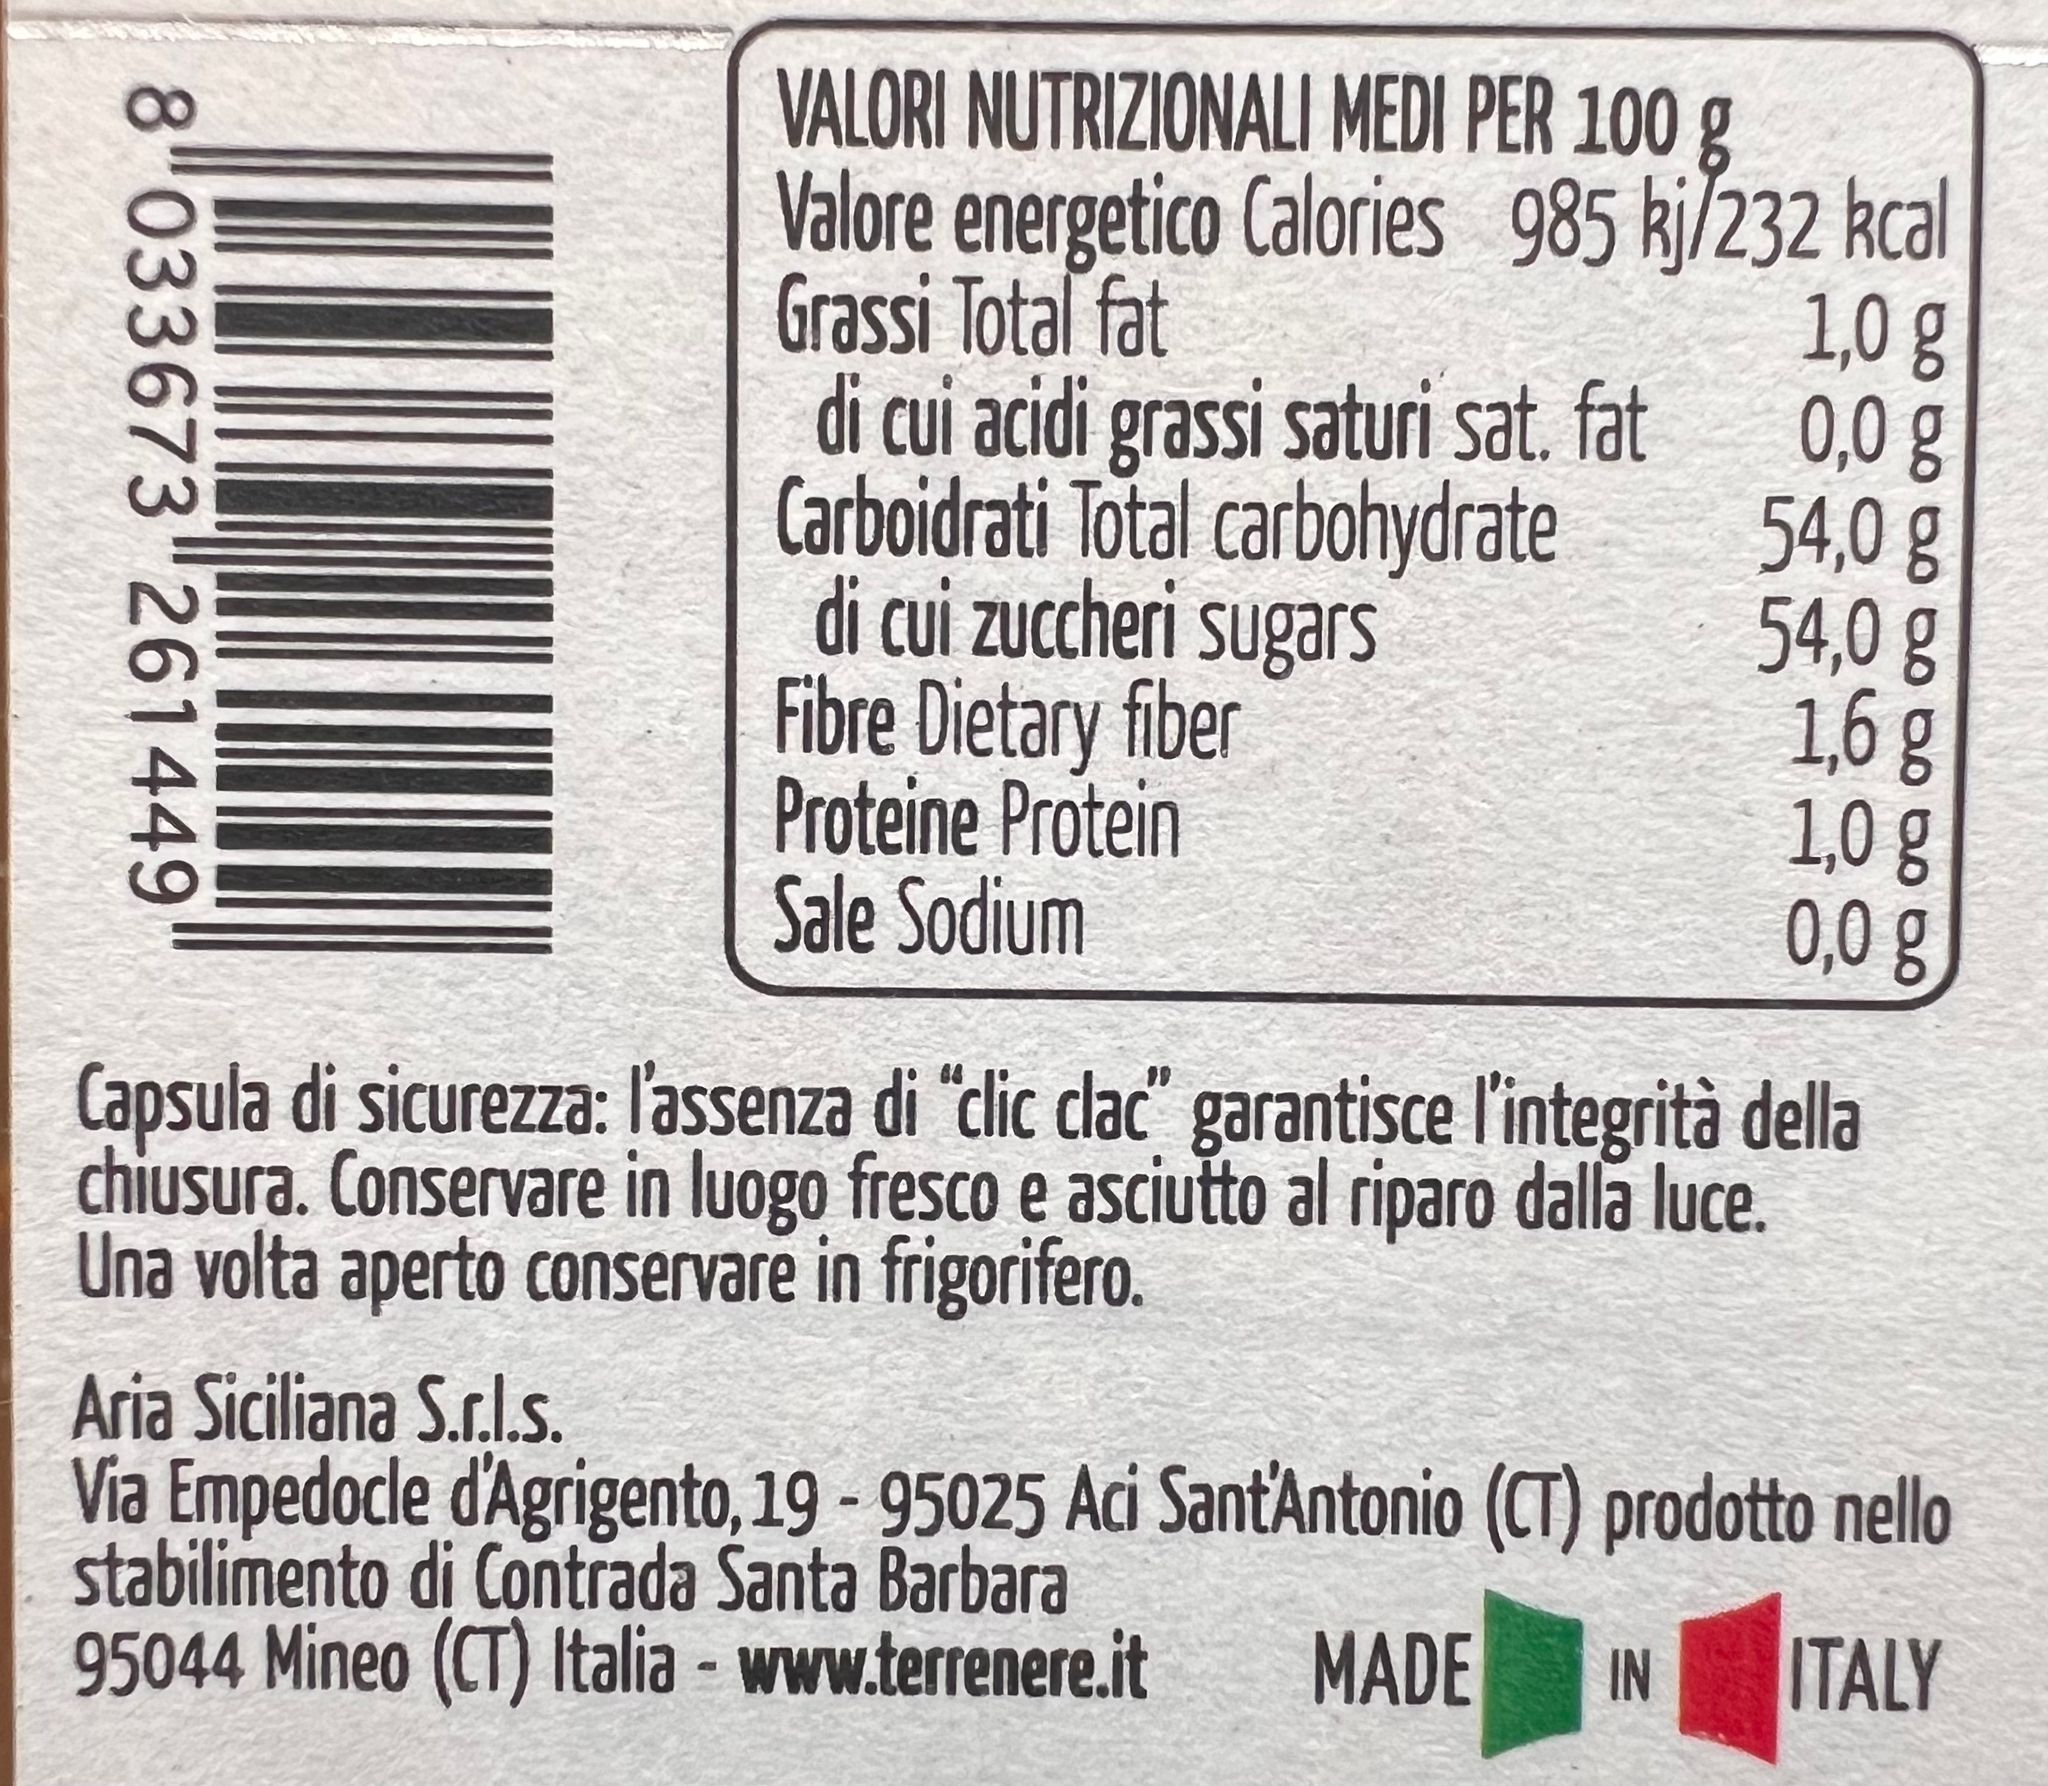 8 033673 261449
VALORI NUTRIZIONALI MEDI PER 100 g
Valore energetico Calories 985 kj/232 kcal
Grassi Total fat 1,0 g
di cui acidi grassi saturi sat. fat 0,0 g
Carboidrati Total carbohydrate 54,0 g
di cui zuccheri sugars 54,0 g
Fibre Dietary fiber 1,6 g
Proteine Protein 1,0 g
Sale Sodium 0,0 g
Capsula di sicurezza: l'assenza di “clic clac” garantisce l'integrità della
chiusura. Conservare in luogo fresco e asciutto al riparo dalla luce.
Una volta aperto conservare in frigorifero.
Aria Siciliana S.r.l.s.
Via Empedocle d'Agrigento, 19 - 95025 Aci Sant'Antonio (CT) prodotto nello
stabilimento di Contrada Santa Barbara
95044 Mineo (CT) Italia - www.terrenere.it
MADE IN ITALY